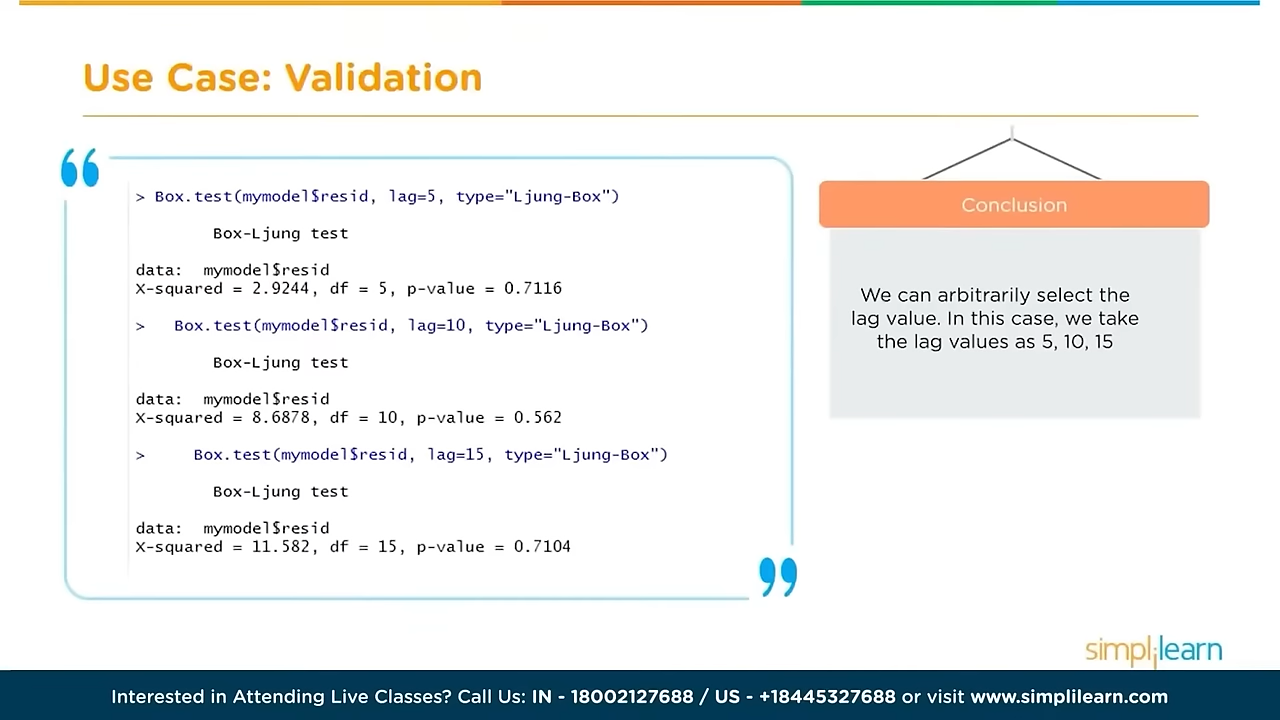 Use Case: Validation
> Box.test(mymodel$resid, lag=5, type="Ljung-Box")
Box-Ljung test
data: mymodel$resid
X-squared = 2.9244, df = 5, p-value = 0.7116
> Box.test(mymodel$resid, lag=10, type="Ljung-Box")
Box-Ljung test
data: mymodel$resid
X-squared = 8.6878, df = 10, p-value = 0.562
> Box.test(mymodel$resid, lag=15, type="Ljung-Box")
Box-Ljung test
data: mymodel$resid
X-squared = 11.582, df = 15, p-value = 0.7104
Conclusion
We can arbitrarily select the
lag value. In this case, we take
the lag values as 5, 10, 15
simplilearn
Interested in Attending Live Classes? Call Us: IN - 18002127688 / US - +18445327688 or visit www.simplilearn.com